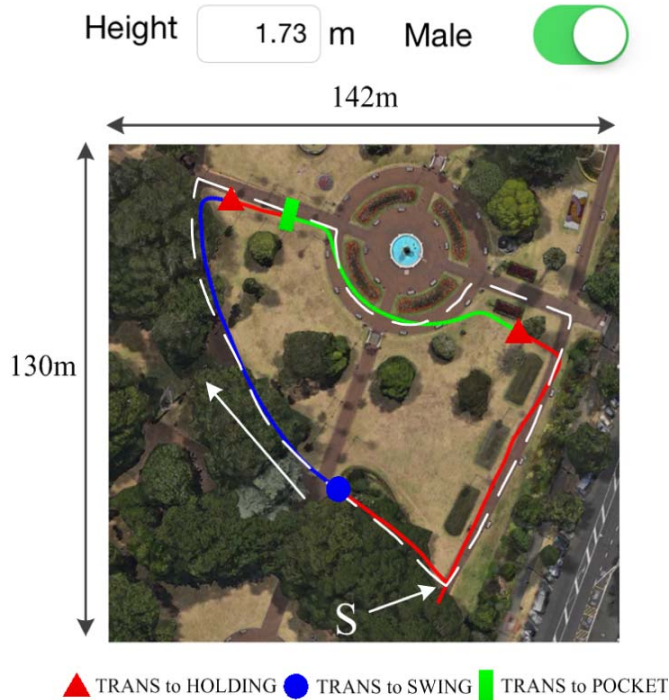 Height 1.73 m Male
142m
130m
S
TRANS to HOLDING TRANS to SWING TRANS to POCKET